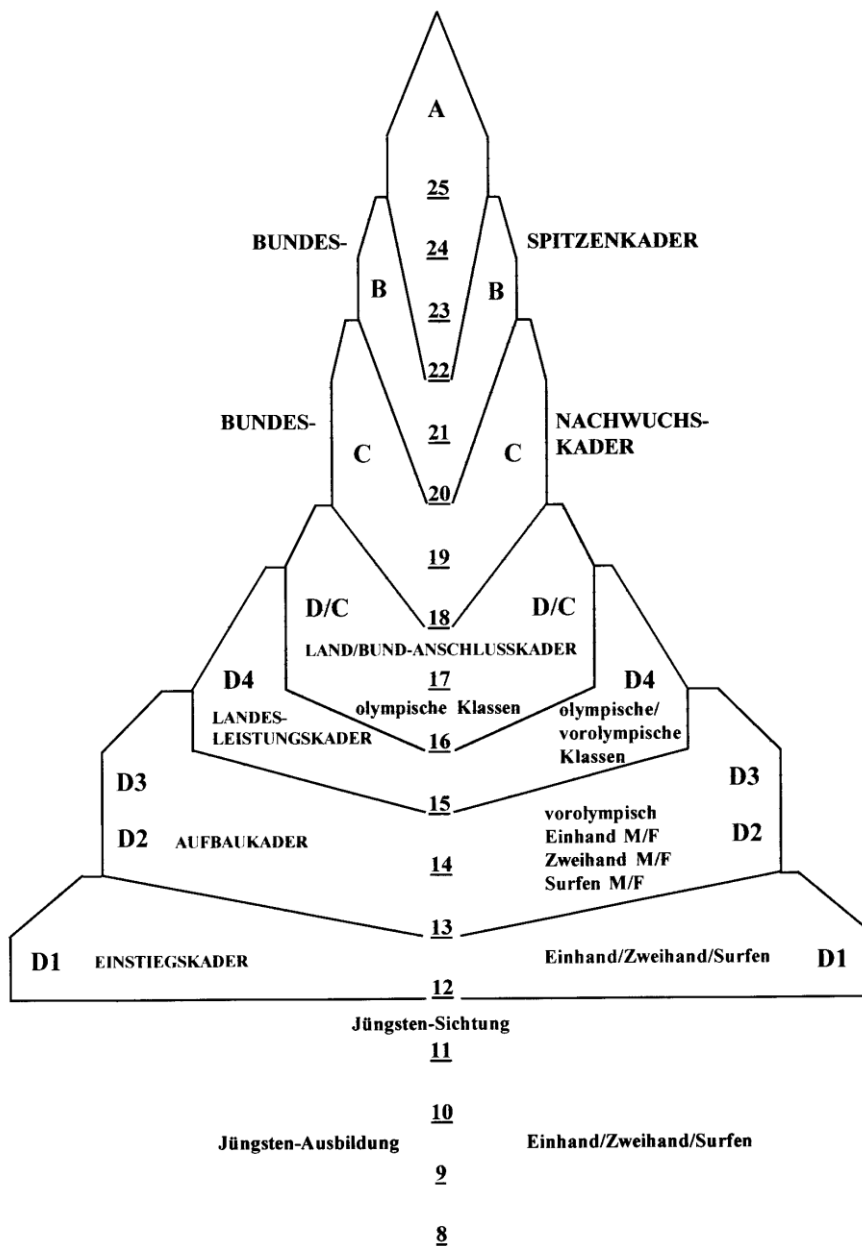 A
25
BUNDES- 24 SPITZENKADER
B 23 B
22
BUNDES- 21 NACHWUCHS-
KADER
C C
20
19
D/C 18 D/C
LAND/BUND-ANSCHLUSSKADER
D4 17 D4
olympische Klassen
LANDES-
LEISTUNGSKADER
olympische/
vorolympische
Klassen
16
D3 D3
15
D2 AUFBAUKADER
vorolympisch
Einhand M/F
Zweihand M/F
Surfen M/F
D2
14
13
D1 EINSTIEGSKADER Einhand/Zweihand/Surfen D1
12
Jüngsten-Sichtung
11
10
Jüngsten-Ausbildung Einhand/Zweihand/Surfen
9
8